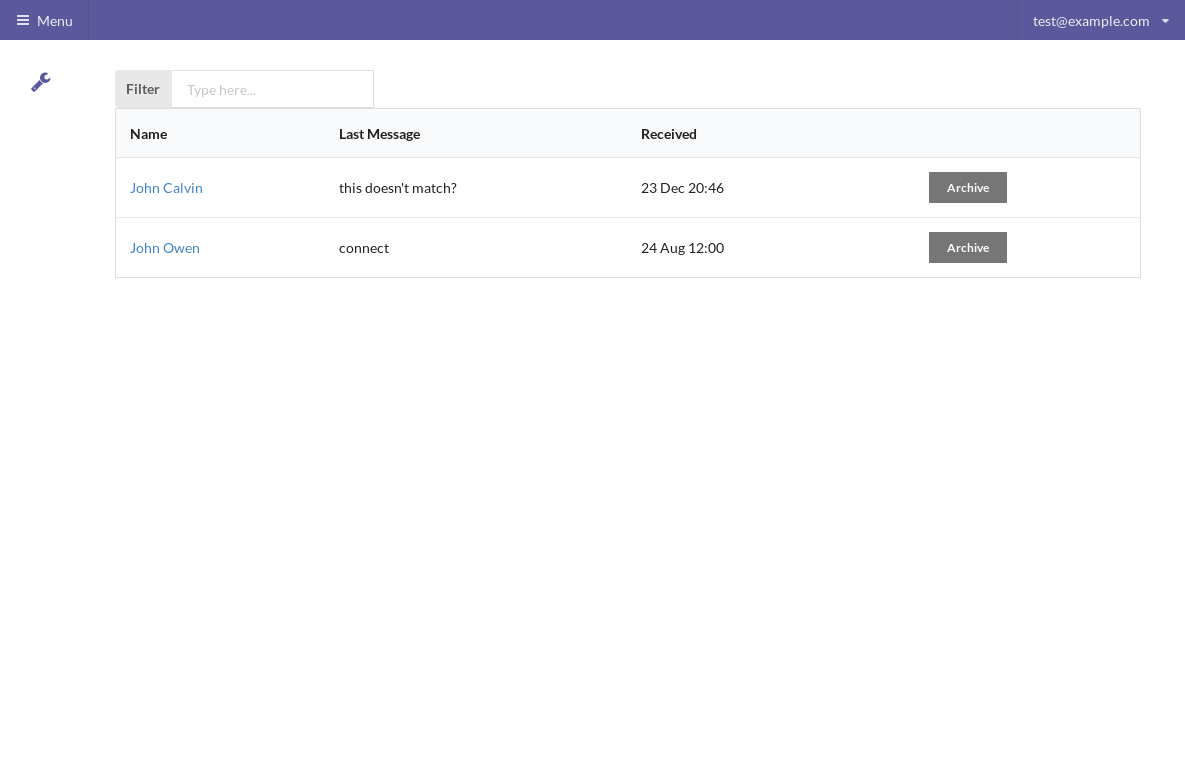 Menu test@example.com
Filter Type here...
Name Last Message Received
John Calvin this doesn't match? 23 Dec 20:46 Archive
John Owen connect 24 Aug 12:00 Archive